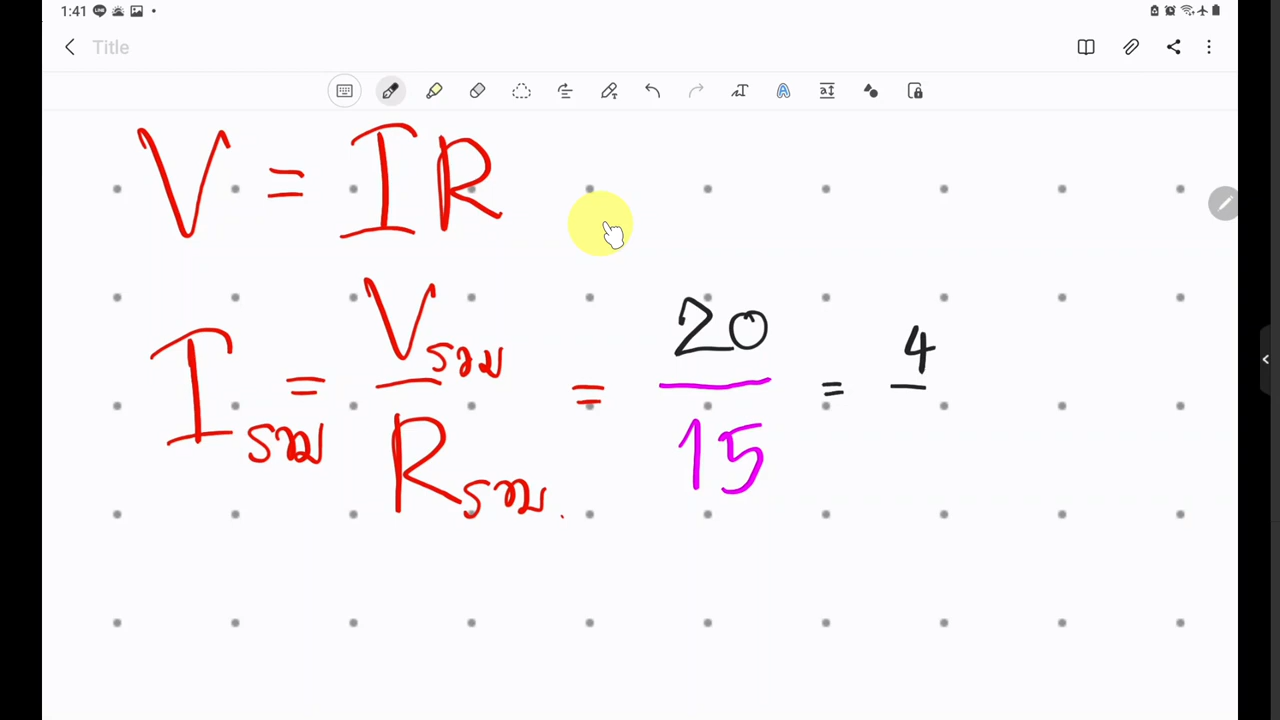 1:41
Title
V = IR
I รวม = V รวม / R รวม = 20 / 15 = 4 /